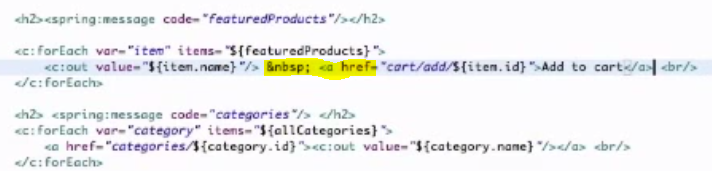 <h2><spring:message code="featuredProducts"/></h2>
<c:forEach var="item" items="${featuredProducts}">
<c:out value="${item.name}"/> &nbsp; <a href="cart/add/${item.id}">Add to cart</a> <br/>
</c:forEach>
<h2> <spring:message code="categories"/> </h2>
<c:forEach var="category" items="${allCategories}">
<a href="categories/${category.id}"><c:out value="${category.name}"/></a> <br/>
</c:forEach>